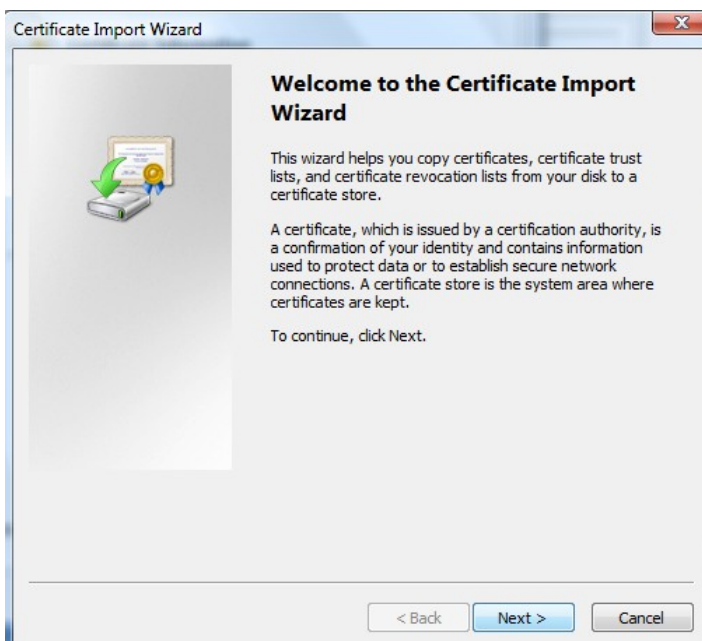 Certificate Import Wizard
Welcome to the Certificate Import
Wizard
This wizard helps you copy certificates, certificate trust
lists, and certificate revocation lists from your disk to a
certificate store.
A certificate, which is issued by a certification authority, is
a confirmation of your identity and contains information
used to protect data or to establish secure network
connections. A certificate store is the system area where
certificates are kept.
To continue, click Next.
< Back
Next >
Cancel